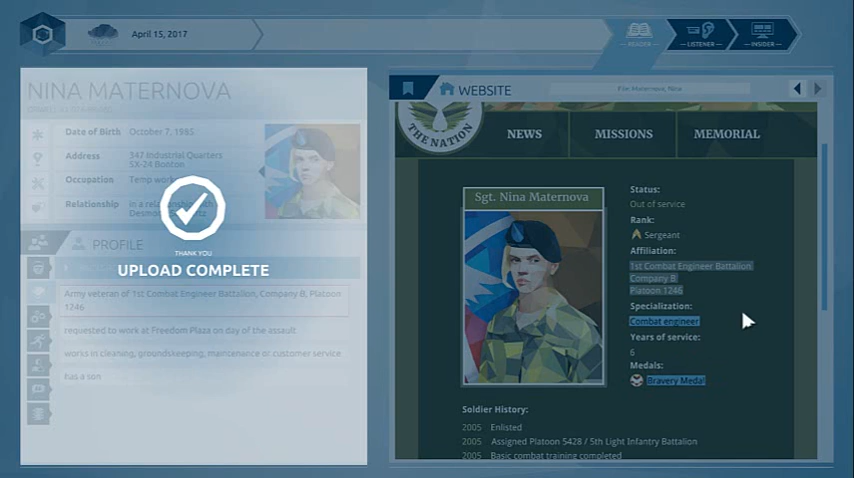 April 15, 2017
READER
LISTENER
INSIDER
NINA MATERNOVA
Date of Birth October 7, 1985
Address 347 Industrial Quarters
SX-24 Bonton
Occupation Temp worker
Relationship In a relationship with
Desmond
THANK YOU
UPLOAD COMPLETE
PROFILE
Army veteran of 1st Combat Engineer Battalion, Company B, Platoon
1246
requested to work at Freedom Plaza on day of the assault
works in cleaning, groundskeeping, maintenance or customer service
has a son
WEBSITE
File: Maternova, Nina
THE NATION
NEWS
MISSIONS
MEMORIAL
Sgt. Nina Maternova
Status:
Out of service
Rank:
Sergeant
Affiliation:
1st Combat Engineer Battalion
Company B
Platoon 1246
Specialization:
Combat engineer
Years of service:
6
Medals:
Bravery Medal
Soldier History:
2005 Enlisted
2005 Assigned Platoon 5428 / 5th Light Infantry Battalion
2005 Basic combat training completed